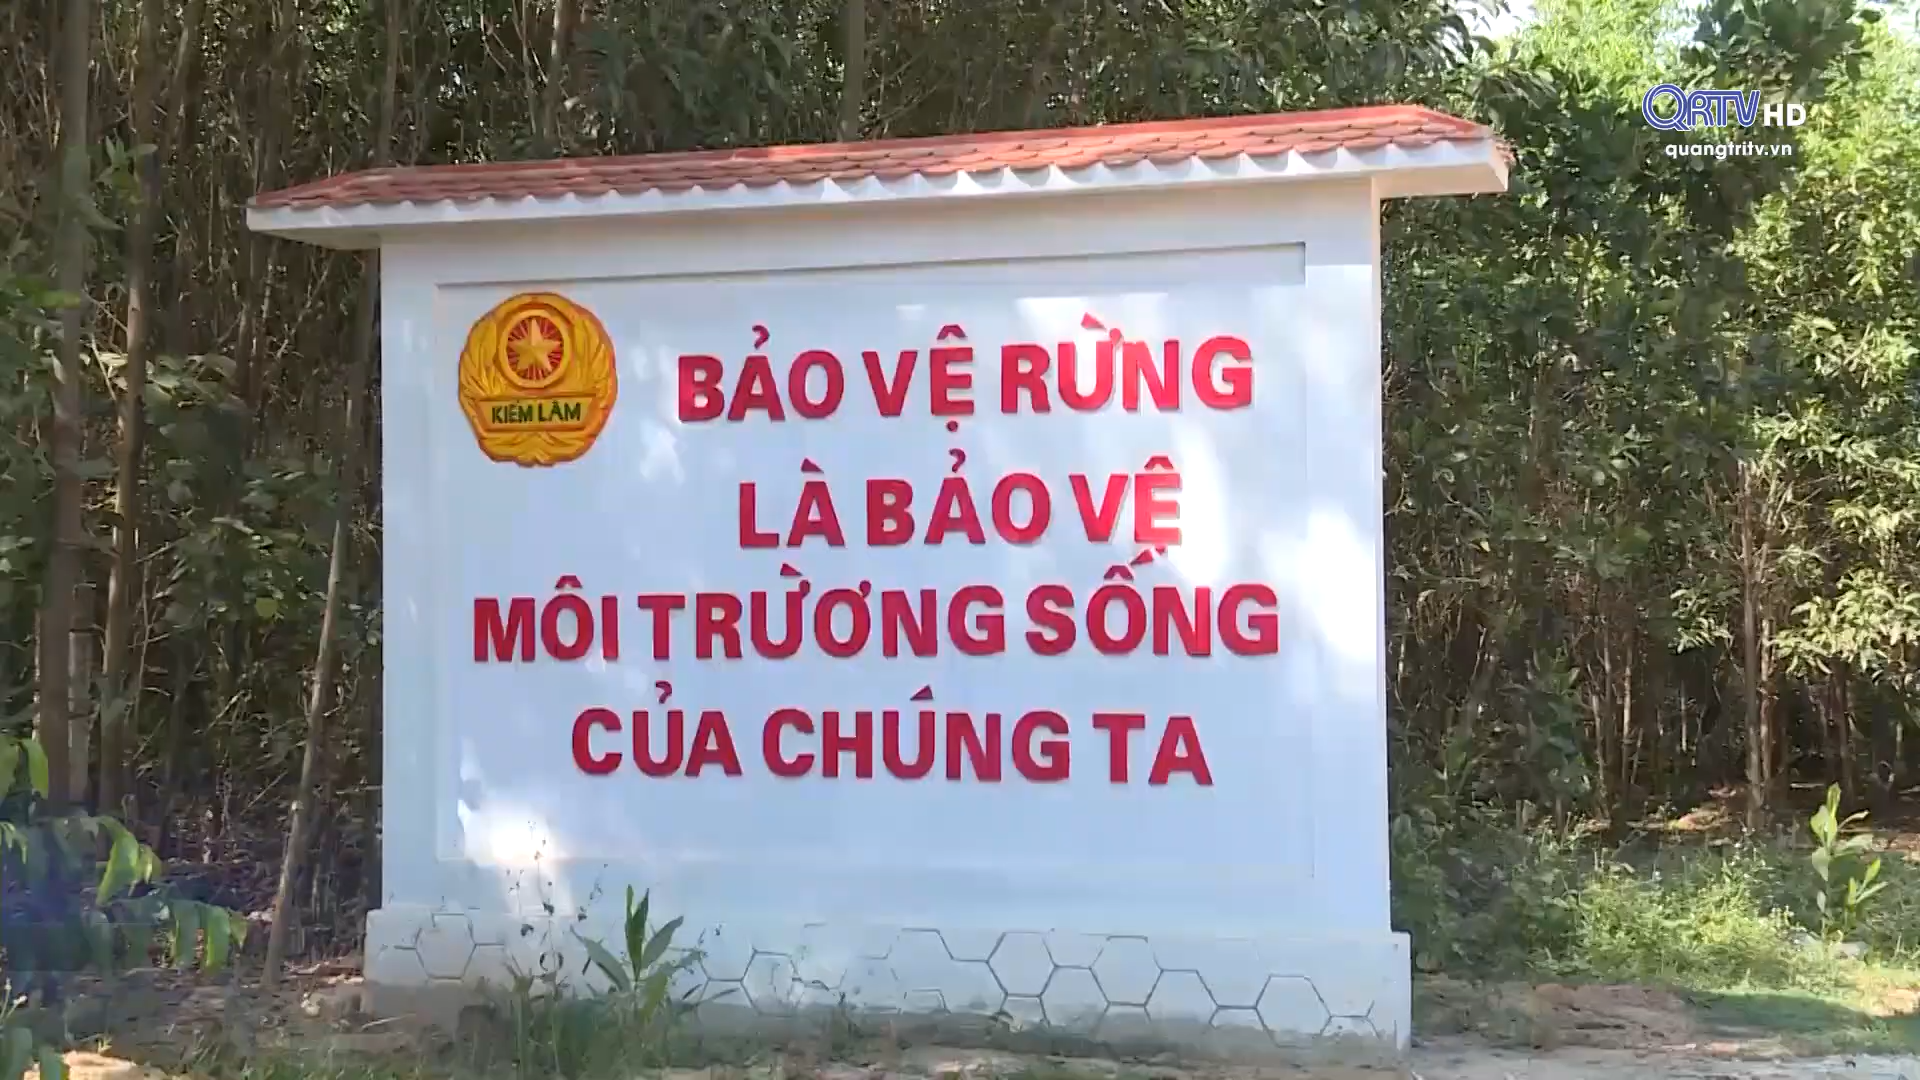 QRTV HD
quangtritv.vn
KIỂM LÂM
BẢO VỆ RỪNG
LÀ BẢO VỆ
MÔI TRƯỜNG SỐNG
CỦA CHÚNG TA